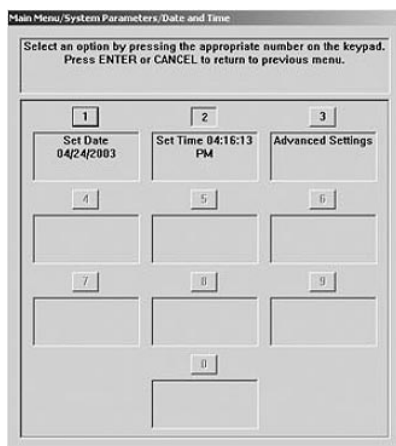 Main Menu/System Parameters/Date and Time
Select an option by pressing the appropriate number on the keypad.
Press ENTER or CANCEL to return to previous menu.
1
2
3
Set Date
04/24/2003
Set Time 04:16:13
PM
Advanced Settings
4
5
6
7
8
9
0